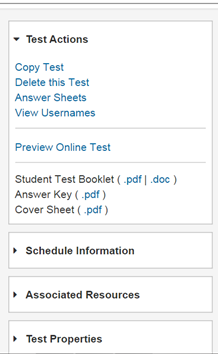 Test Actions
Copy Test
Delete this Test
Answer Sheets
View Usernames
Preview Online Test
Student Test Booklet ( .pdf | .doc )
Answer Key ( .pdf )
Cover Sheet ( .pdf )
Schedule Information
Associated Resources
Test Properties